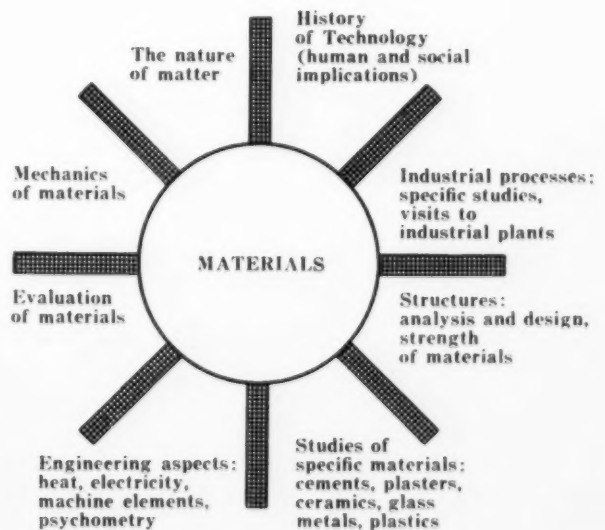 History
of Technology
(human and social
implications)
The nature
of matter
Mechanics
of materials
Industrial processes:
specific studies,
visits to
industrial plants
MATERIALS
Evaluation
of materials
Structures:
analysis and design,
strength
of materials
Engineering aspects:
heat, electricity,
machine elements,
psychometry
Studies of
specific materials:
cements, plasters,
ceramics, glass
metals, plastics